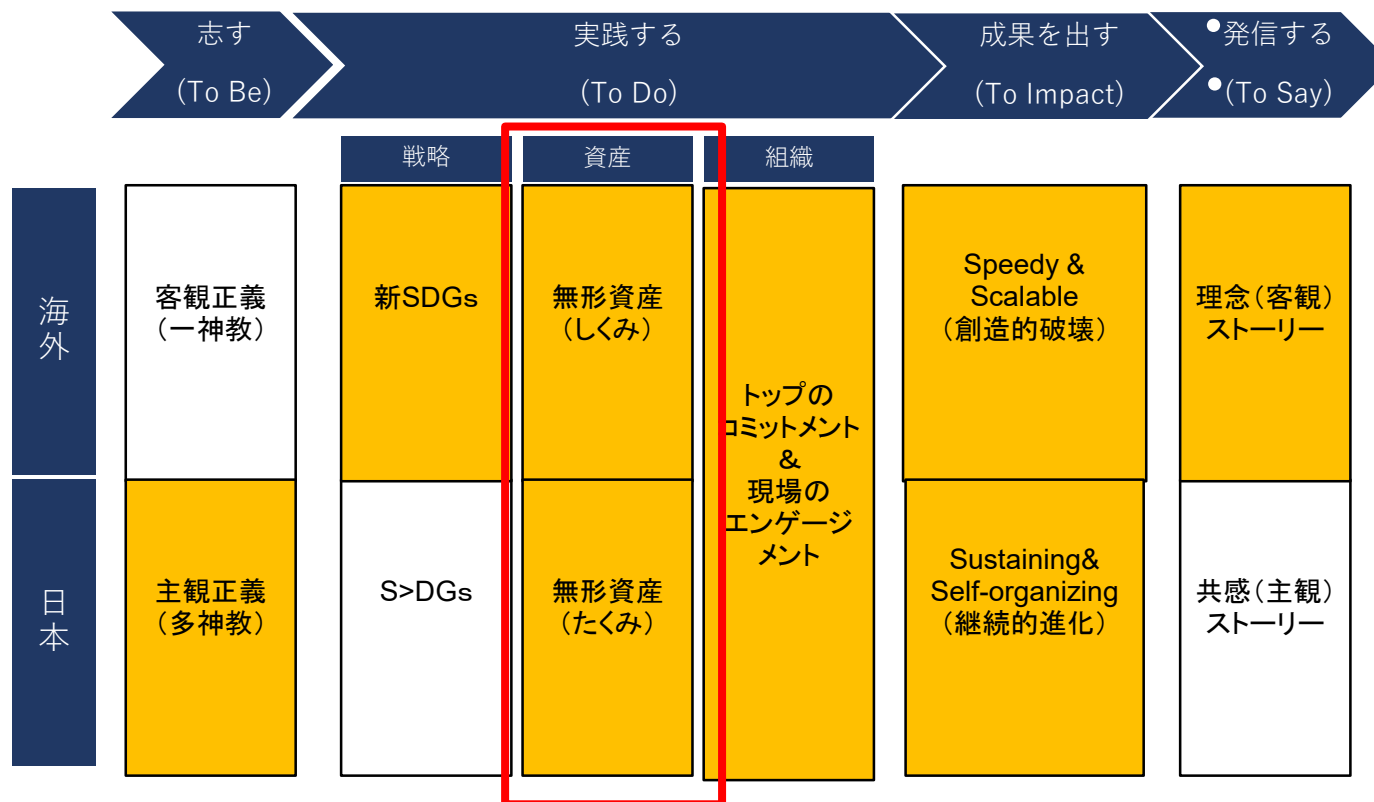 志す
(To Be)
実践する
(To Do)
成果を出す
(To Impact)
•発信する
•(To Say)
戦略
資産
組織
海外
客観正義
(一神教)
新SDGs
無形資産
(しくみ)
トップの
コミットメント
&
現場の
エンゲージ
メント
Speedy &
Scalable
(創造的破壊)
理念(客観)
ストーリー
日本
主観正義
(多神教)
S>DGs
無形資産
(たくみ)
Sustaining&
Self-organizing
(継続的進化)
共感(主観)
ストーリー